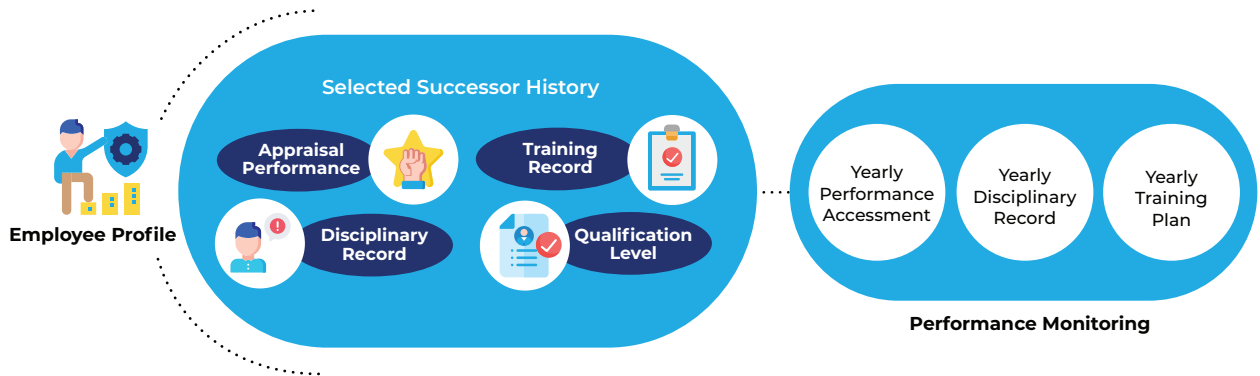 Employee Profile
Selected Successor History
Appraisal
Performance
Training
Record
Disciplinary
Record
Qualification
Level
Yearly
Performance
Assessment
Yearly
Disciplinary
Record
Yearly
Training
Plan
Performance Monitoring